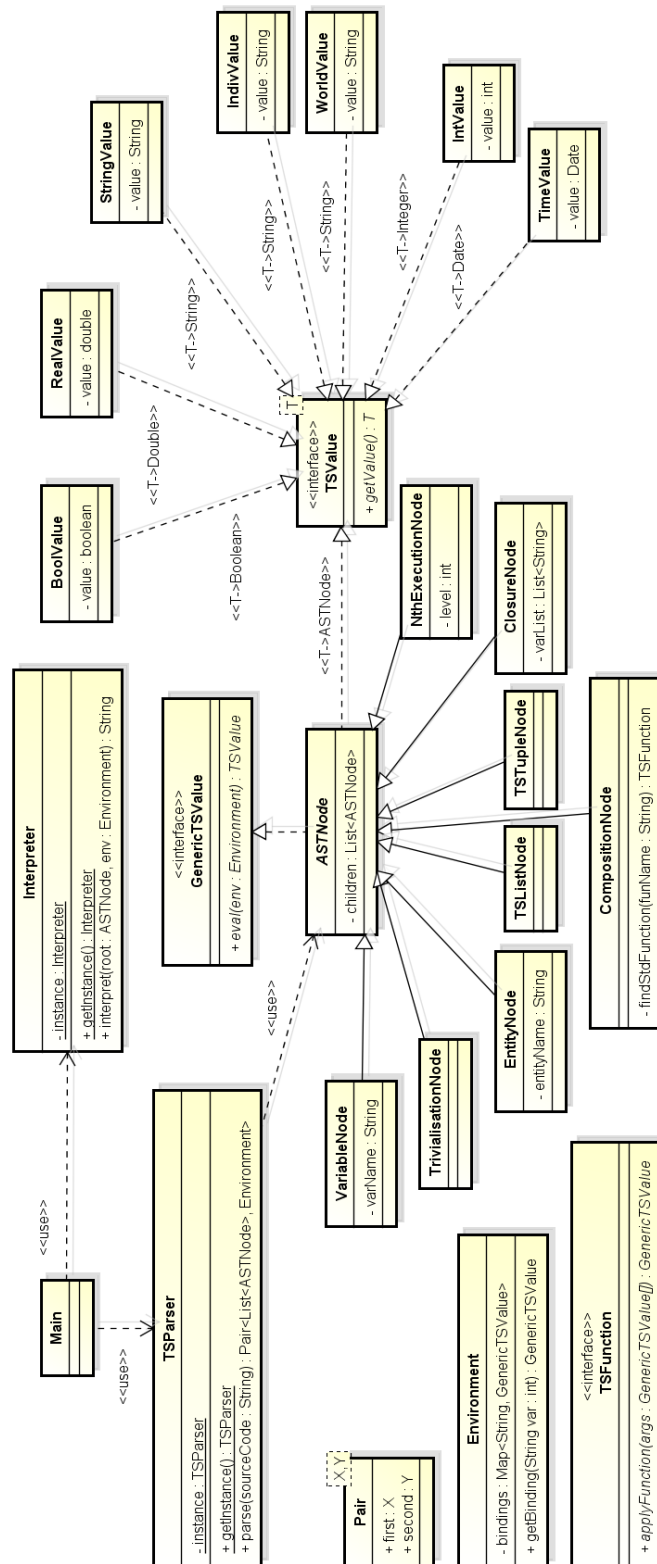 Main
<<use>>
<<use>>
Interpreter
- instance : Interpreter
+ getInstance() : Interpreter
+ interpret(root : ASTNode, env : Environment) : String
TSParser
- instance : TSParser
+ getInstance() : TSParser
+ parse(sourceCode : String) : Pair<List<ASTNode>, Environment>
<<use>>
<<interface>>
GenericTSValue
+ eval(env : Environment) : TSValue
BoolValue
- value : boolean
<<T->Boolean>>
RealValue
- value : double
<<T->Double>>
StringValue
- value : String
<<T->String>>
IndivValue
- value : String
<<T->String>>
WorldValue
- value : String
<<T->String>>
IntValue
- value : int
<<T->Integer>>
TimeValue
- value : Date
<<T->Date>>
T
<<interface>>
TSValue
+ getValue() : T
<<T->ASTNode>>
ASTNode
- children : List<ASTNode>
VariableNode
- varName : String
TrivialisationNode
EntityNode
- entityName : String
TSListNode
CompositionNode
- findStdFunction(funName : String) : TSFunction
TSTupleNode
ClosureNode
- varList : List<String>
NthExecutionNode
- level : int
X,Y
Pair
+ first : X
+ second : Y
Environment
- bindings : Map<String, GenericTSValue>
+ getBinding(String var : int) : GenericTSValue
<<interface>>
TSFunction
+ applyFunction(args : GenericTSValue[]) : GenericTSValue